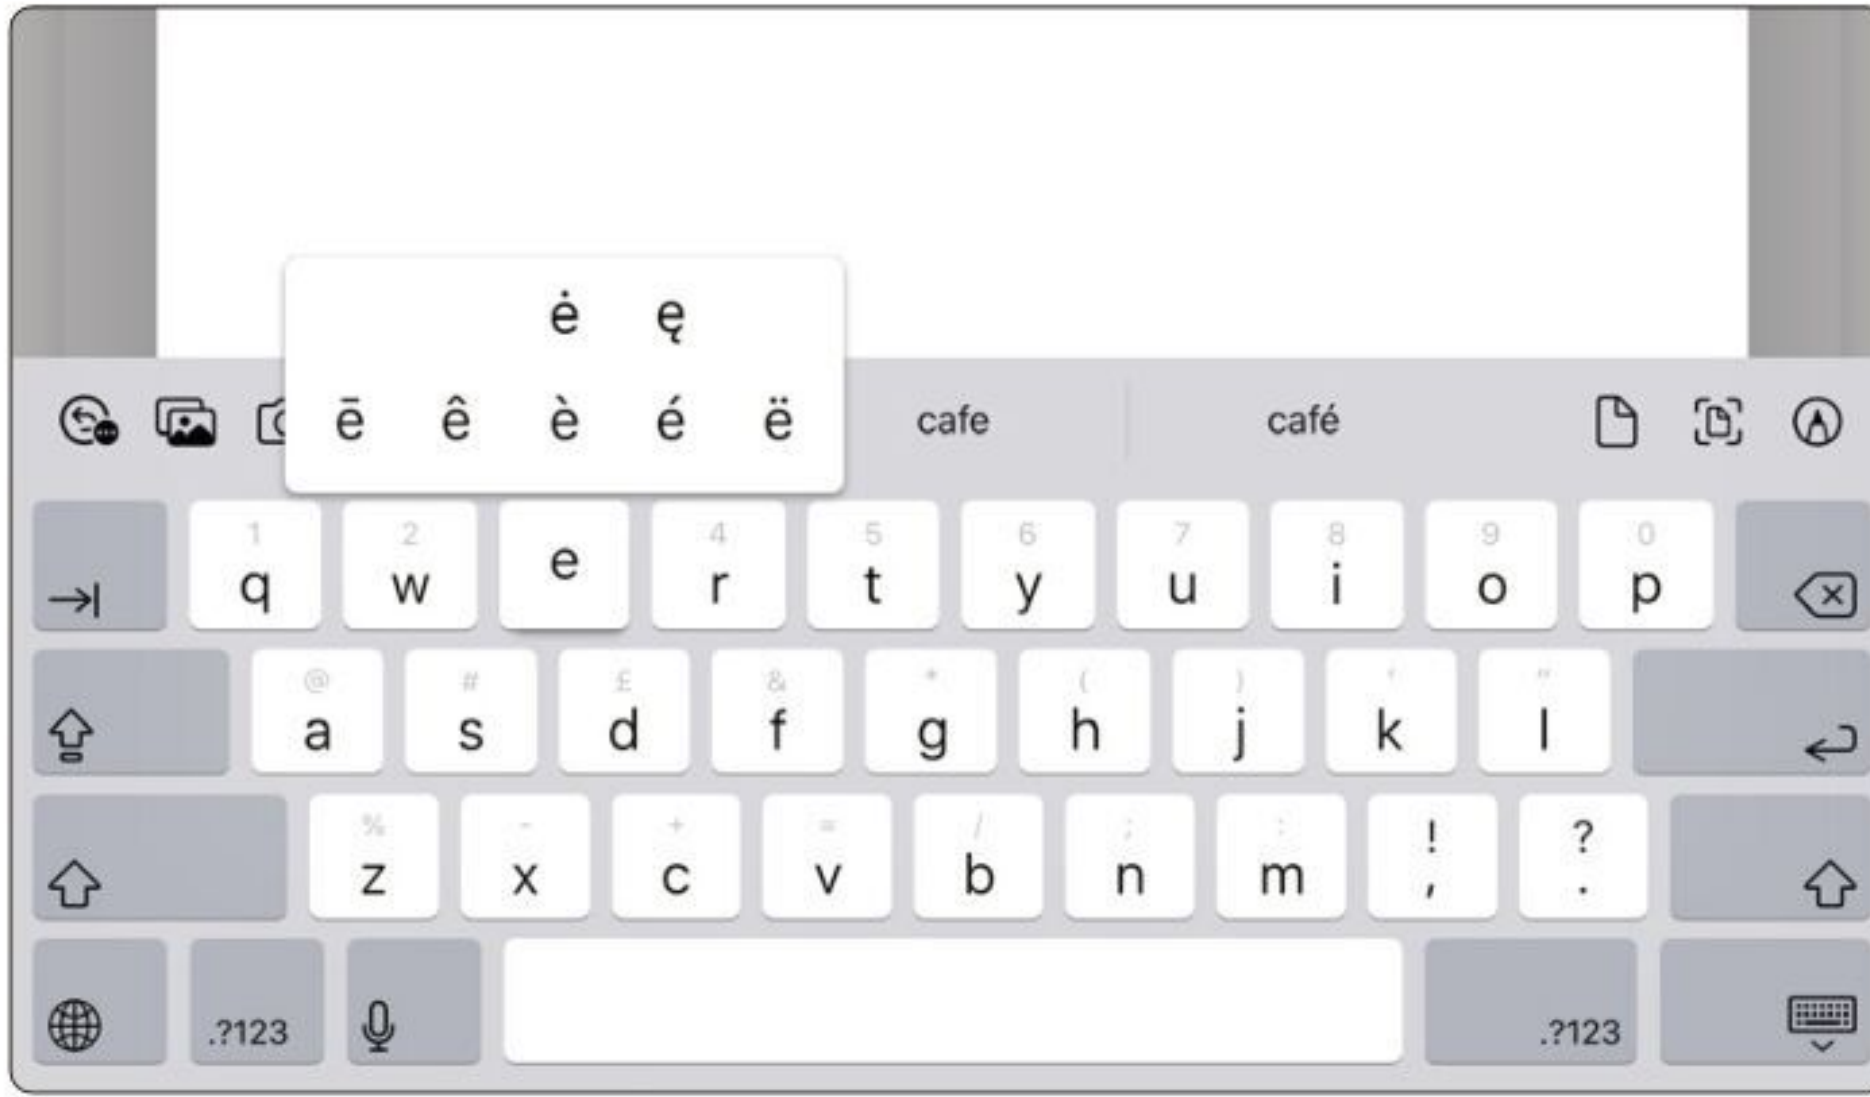 ė ę
ē ê è é ë
cafe café
1 2 4 5 6 7 8 9 0
q w e r t y u i o p
@ # £ & * ( ) ' "
a s d f g h j k l
% - + = / ; : ! ?
z x c v b n m , .
.?123 .?123